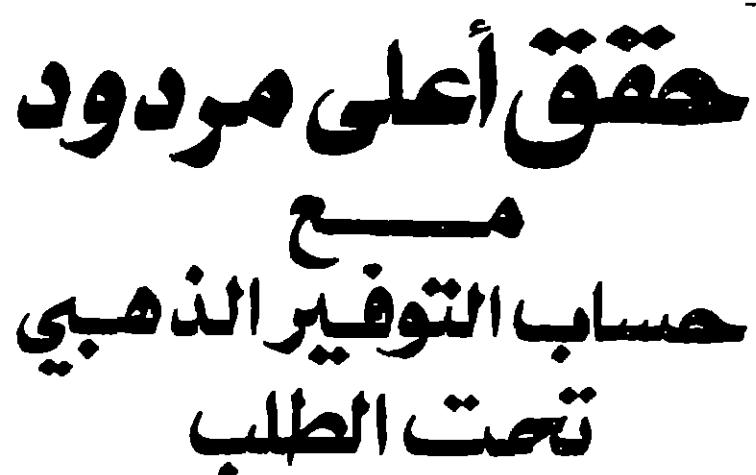 حقق أعلى مردود
مع
حساب التوفير الذهبي
تحت الطلب